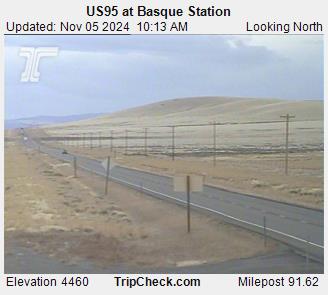 US95 at Basque Station
Updated: Nov 05 2024 10:13 AM Looking North
Elevation 4460 TripCheck.com Milepost 91.62